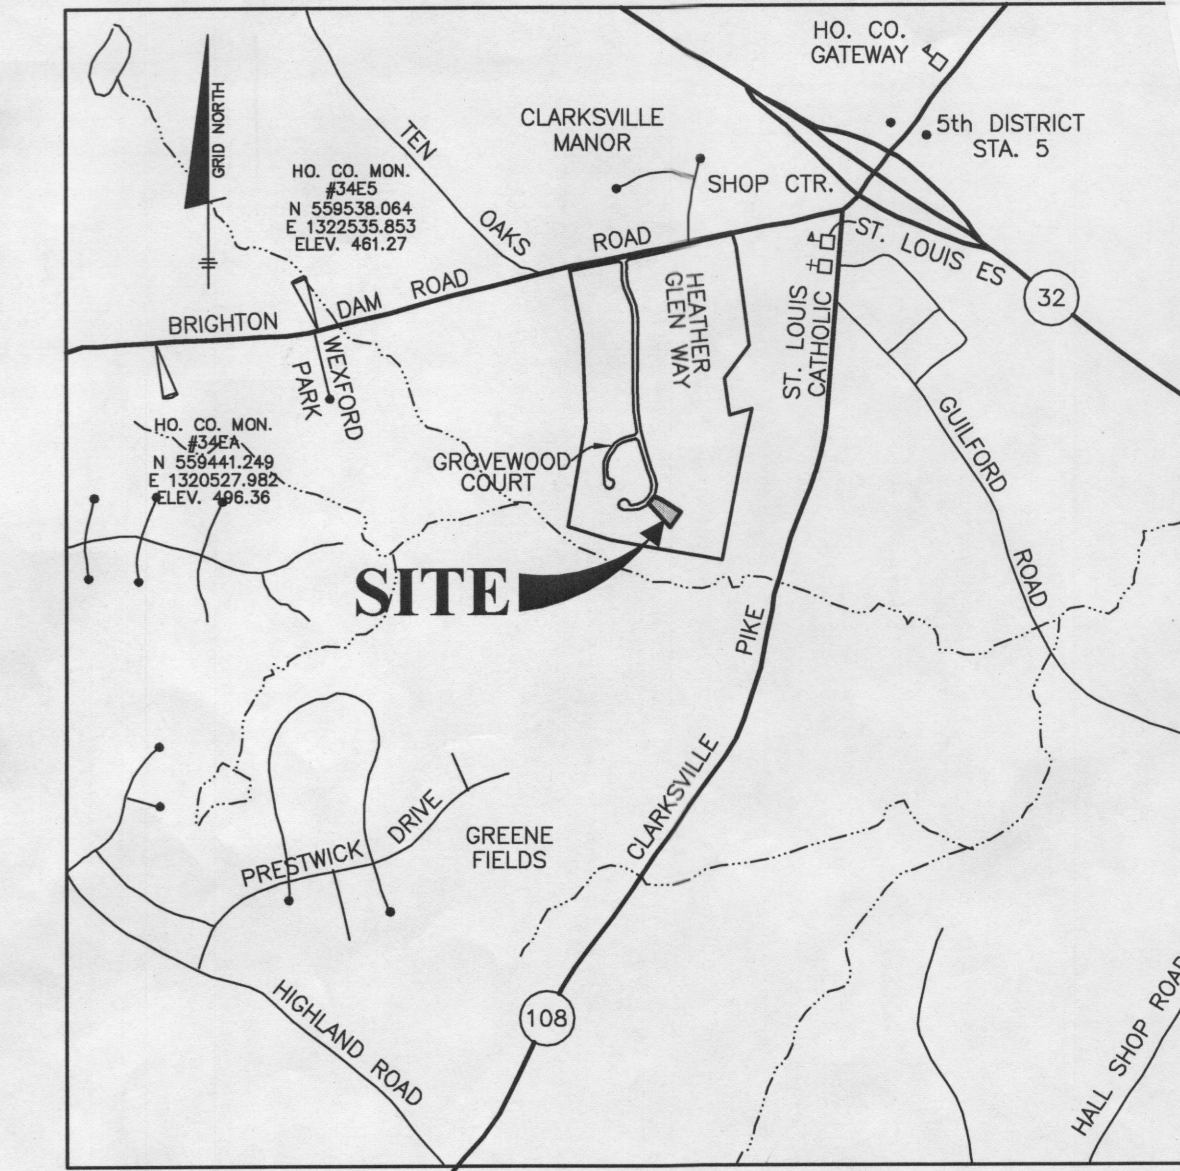 HO. CO.
GATEWAY
GRID NORTH
TEN
OAKS
ROAD
CLARKSVILLE
MANOR
5th DISTRICT
STA. 5
HO. CO. MON.
#34E5
N 559538.064
E 1322535.853
ELEV. 461.27
SHOP CTR.
ST. LOUIS ES
32
BRIGHTON
DAM
ROAD
HEATHER
GLEN WAY
ST. LOUIS
CATHOLIC
WEXFORD
PARK
HO. CO. MON.
#34EA
N 559441.249
E 1320527.982
ELEV. 496.36
GROVEWOOD
COURT
GUILFORD
ROAD
SITE
CLARKSVILLE
PIKE
PRESTWICK
DRIVE
GREENE
FIELDS
HIGHLAND ROAD
108
HALL SHOP ROAD